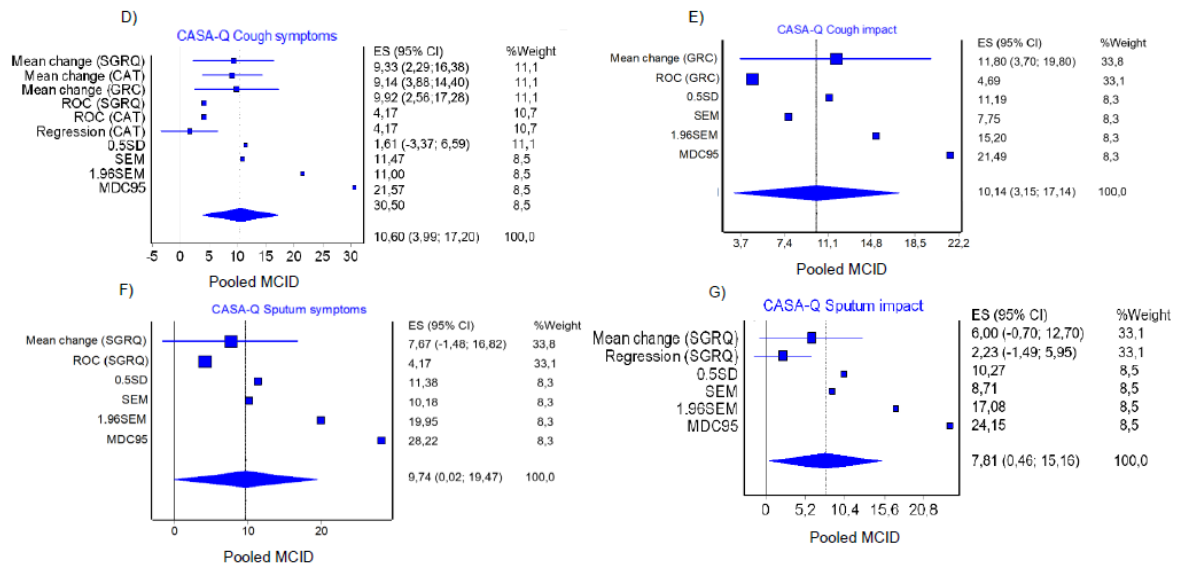 D)
CASA-Q Cough symptoms
ES (95% CI) %Weight
Mean change (SGRQ) 9,33 (2,29;16,38) 11,1
Mean change (CAT) 9,14 (3,88;14,40) 11,1
Mean change (GRC) 9,92 (2,56;17,28) 11,1
ROC (SGRQ) 4,17 10,7
ROC (CAT) 4,17 10,7
Regression (CAT) 1,61 (-3,37; 6,59) 11,1
0.5SD 11,47 8,5
SEM 11,00 8,5
1.96SEM 21,57 8,5
MDC95 30,50 8,5
10,60 (3,99; 17,20) 100,0
-5 0 5 10 15 20 25 30
Pooled MCID
E)
CASA-Q Cough impact
ES (95% CI) %Weight
Mean change (GRC) 11,80 (3,70; 19,80) 33,8
ROC (GRC) 4,69 33,1
0.5SD 11,19 8,3
SEM 7,75 8,3
1.96SEM 15,20 8,3
MDC95 21,49 8,3
10,14 (3,15; 17,14) 100,0
3,7 7,4 11,1 14,8 18,5 22,2
Pooled MCID
F)
CASA-Q Sputum symptoms
ES (95% CI) %Weight
Mean change (SGRQ) 7,67 (-1,48; 16,82) 33,8
ROC (SGRQ) 4,17 33,1
0.5SD 11,38 8,3
SEM 10,18 8,3
1.96SEM 19,95 8,3
MDC95 28,22 8,3
9,74 (0,02; 19,47) 100,0
0 10 20
Pooled MCID
G)
CASA-Q Sputum impact
ES (95% CI) %Weight
Mean change (SGRQ) 6,00 (-0,70; 12,70) 33,1
Regression (SGRQ) 2,23 (-1,49; 5,95) 33,1
0.5SD 10,27 8,5
SEM 8,71 8,5
1.96SEM 17,08 8,5
MDC95 24,15 8,5
7,81 (0,46; 15,16) 100,0
0 5,2 10,4 15,6 20,8
Pooled MCID